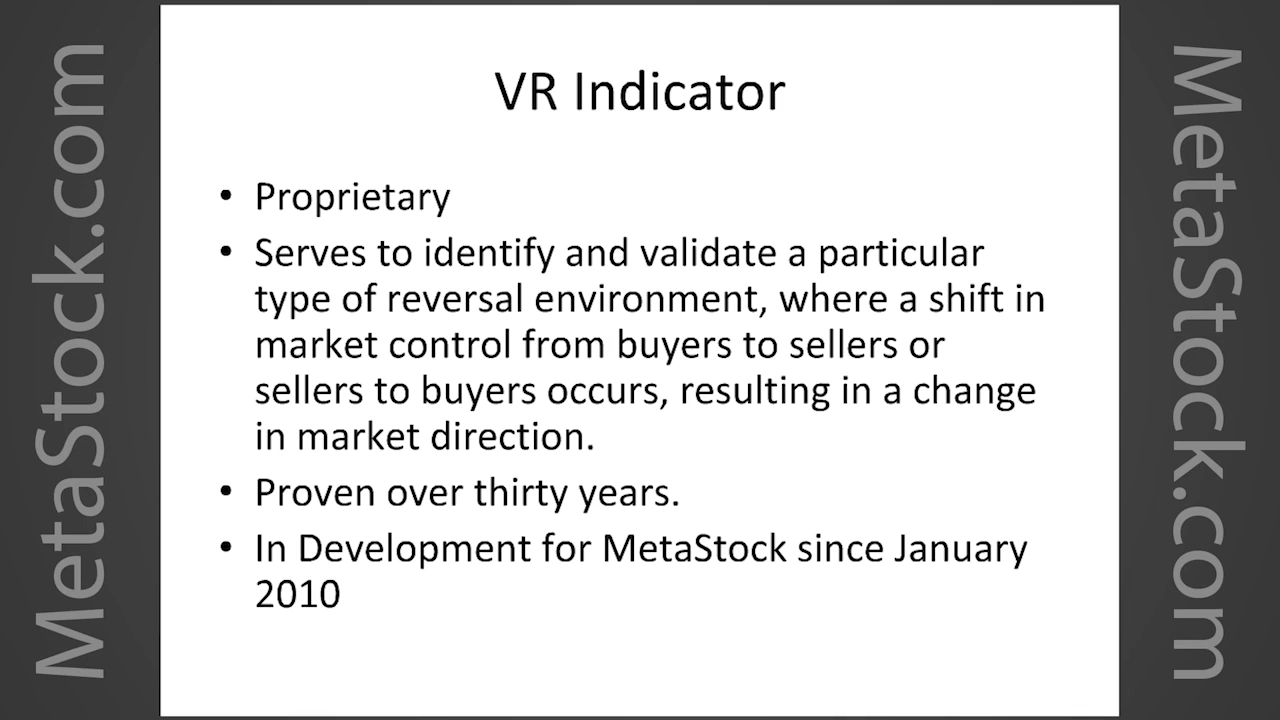 MetaStock.com
VR Indicator
• Proprietary
• Serves to identify and validate a particular
type of reversal environment, where a shift in
market control from buyers to sellers or
sellers to buyers occurs, resulting in a change
in market direction.
• Proven over thirty years.
• In Development for MetaStock since January
2010
MetaStock.com